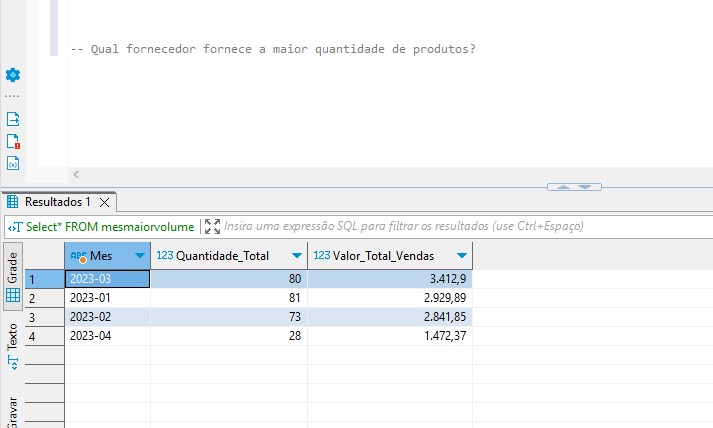 -- Qual fornecedor fornece a maior quantidade de produtos?
Resultados 1
Select* FROM mesmaiorvolume
Insira uma expressão SQL para filtrar os resultados (use Ctrl+Espaço)
Grade
Texto
Gravar
ABC Mes 123 Quantidade_Total 123 Valor_Total_Vendas
1 2023-03 80 3.412,9
2 2023-01 81 2.929,89
3 2023-02 73 2.841,85
4 2023-04 28 1.472,37